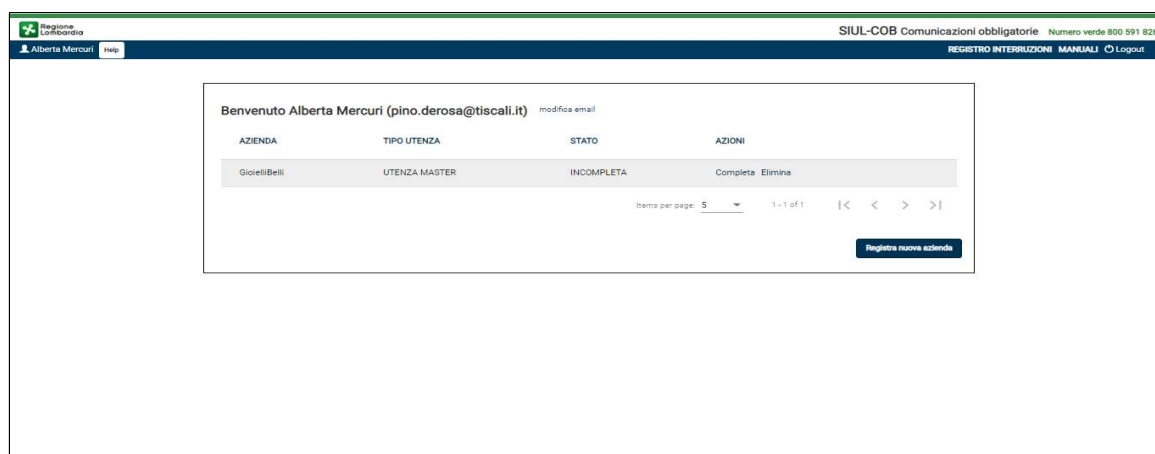 Regione
Lombardia
SIUL-COB Comunicazioni obbligatorie Numero verde 800 591 826
Alberta Mercuri Help REGISTRO INTERRUZIONI MANUALI Logout
Benvenuto Alberta Mercuri (pino.derosa@tiscali.it) modifica email
AZIENDA TIPO UTENZA STATO AZIONI
GioielliBelli UTENZA MASTER INCOMPLETA Completa Elimina
Items per page: 5 1 - 1 of 1
Registra nuova azienda